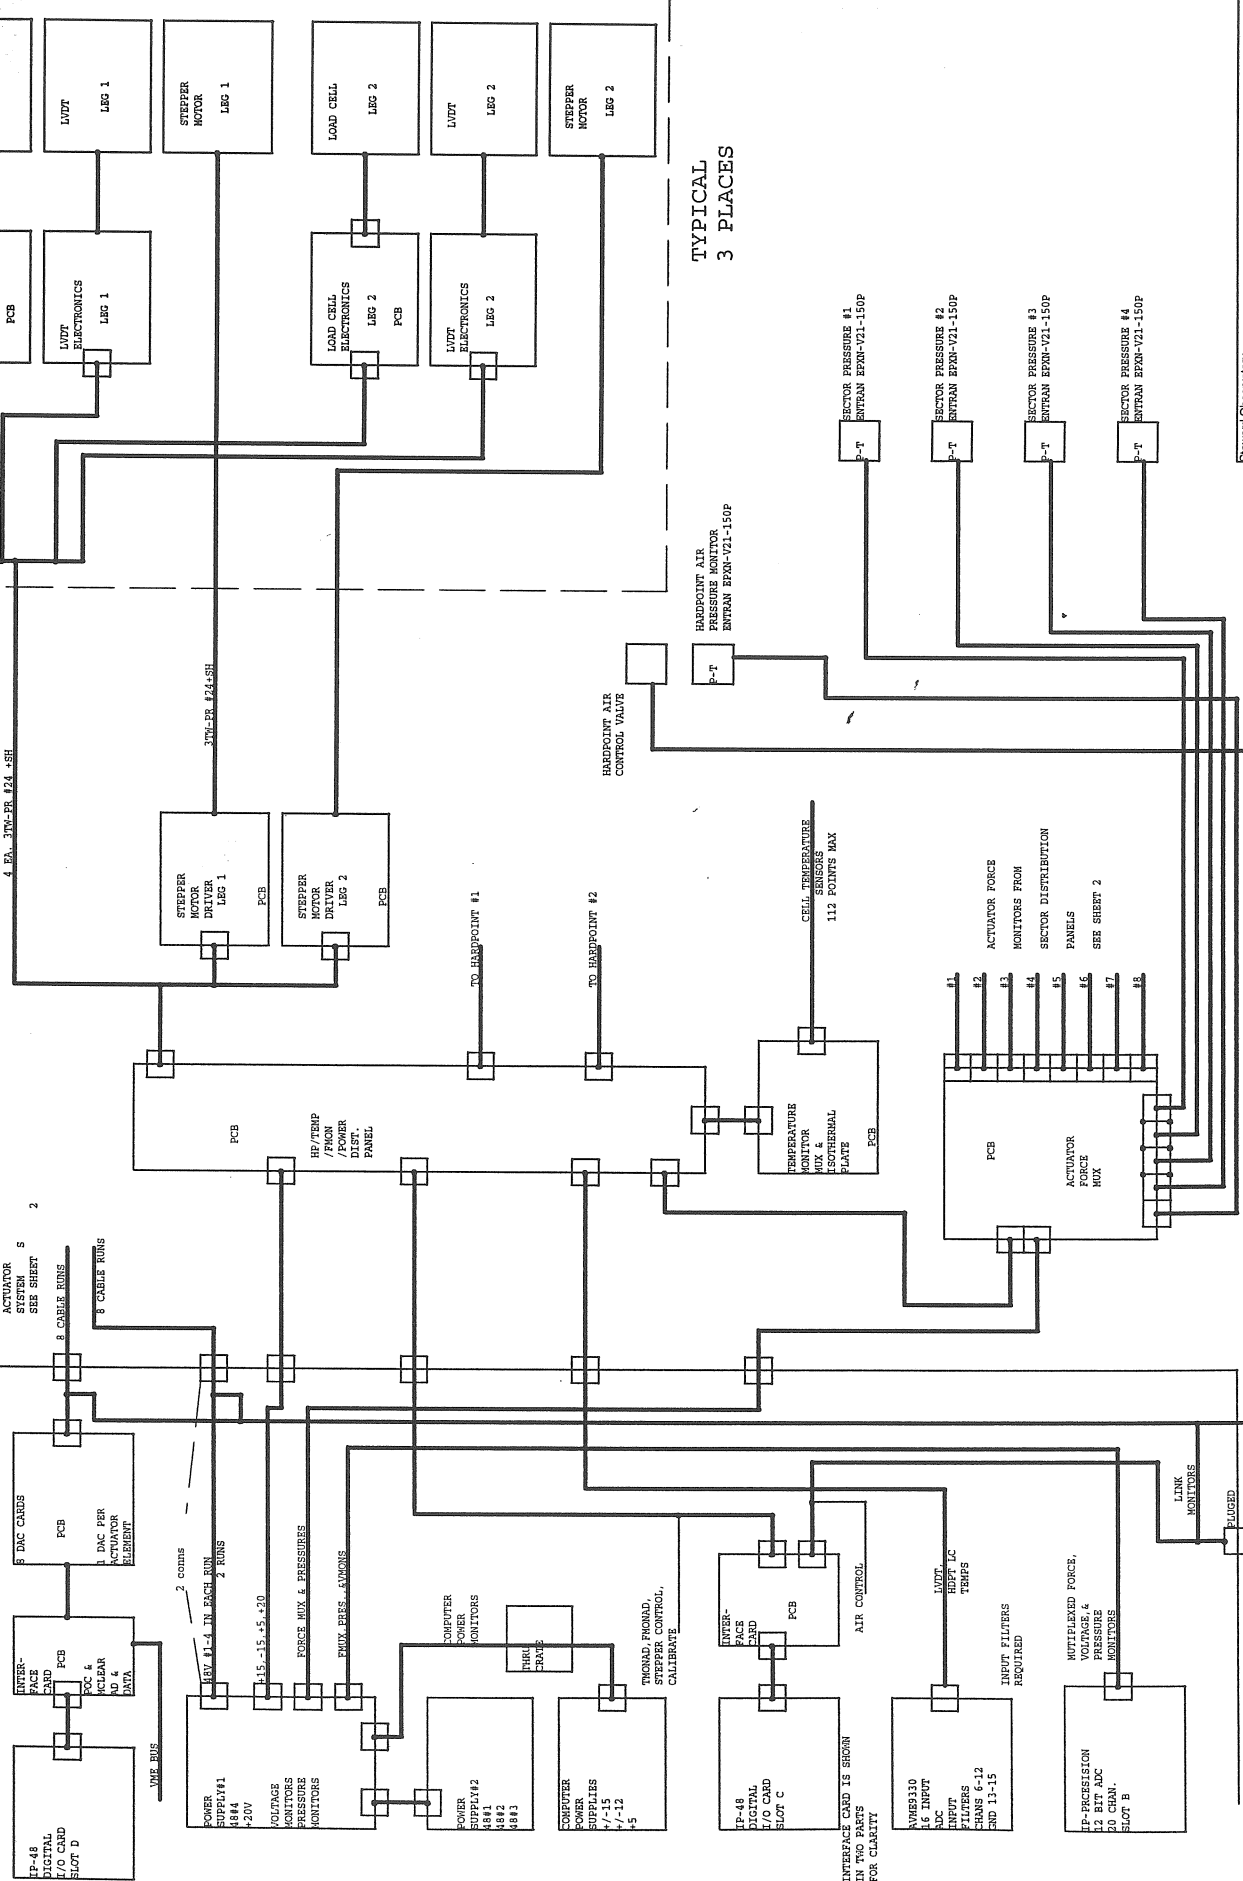 PCB
LVDT
LEG 1
STEPPER
MOTOR
LEG 1
LOAD CELL
LEG 2
LVDT
LEG 2
STEPPER
MOTOR
LEG 2
LVDT
ELECTRONICS
LEG 1
LOAD CELL
ELECTRONICS
LEG 2
PCB
LVDT
ELECTRONICS
LEG 2
TYPICAL
3 PLACES
SECTOR PRESSURE #1
ENTRAN EPXN-V21-150P
P-T
SECTOR PRESSURE #2
ENTRAN EPXN-V21-150P
P-T
SECTOR PRESSURE #3
ENTRAN EPXN-V21-150P
P-T
SECTOR PRESSURE #4
ENTRAN EPXN-V21-150P
P-T
HARDPOINT AIR
PRESSURE MONITOR
ENTRAN EPXN-V21-150P
P-T
HARDPOINT AIR
CONTROL VALVE
4 EA. 3TW-PR #24 +SH
3TW-PR #24+SH
STEPPER
MOTOR
DRIVER
LEG 1
PCB
STEPPER
MOTOR
DRIVER
LEG 2
PCB
TO HARDPOINT #1
TO HARDPOINT #2
CELL TEMPERATURE
SENSORS
112 POINTS MAX
ACTUATOR FORCE
MONITORS FROM
SECTOR DISTRIBUTION
PANELS
SEE SHEET 2
#1
#2
#3
#4
#5
#6
#7
#8
PCB
HP/TEMP
/FMON
/POWER
DIST.
PANEL
TEMPERATURE
MONITOR
MUX &
ISOTHERMAL
PLATE
PCB
PCB
ACTUATOR
FORCE
MUX
ACTUATOR
SYSTEM S
SEE SHEET 2
8 CABLE RUNS
8 CABLE RUNS
8 DAC CARDS
PCB
1 DAC PER
ACTUATOR
ELEMENT
2 conns
48V #1-4 IN EACH RUN
2 RUNS
+15,-15,+5,+20
FORCE MUX & PRESSURES
FMUX,PRES.,&VMONS
COMPUTER
POWER
MONITORS
THRU
CRATE
TMONAD,FMONAD,
STEPPER CONTROL,
CALIBRATE
INTER-
FACE
CARD
PCB
AIR CONTROL
LVDT,
HDPT LC
TEMPS
INPUT FILTERS
REQUIRED
MUTIPLEXED FORCE,
VOLTAGE,&
PRESSURE
MONITORS
LINK
MONITORS
PLUGED
INTER-
FACE
CARD
PCB
POC &
MCLEAR
AD &
DATA
VME BUS
IP-48
DIGITAL
I/O CARD
SLOT D
POWER
SUPPLY#1
48#4
+20V
VOLTAGE
MONITORS
PRESSURE
MONITORS
POWER
SUPPLY#2
48#1
48#2
48#3
COMPUTER
POWER
SUPPLIES
+/-15
+/-12
+5
IP-48
DIGITAL
I/O CARD
SLOT C
INTERFACE CARD IS SHOWN
IN TWO PARTS
FOR CLARITY
AVME9330
16 INPUT
ADC
INPUT
FILTERS
CHANS 6-12
GND 13-15
IP-PRCESISION
12 BIT ADC
20 CHAN.
SLOT B